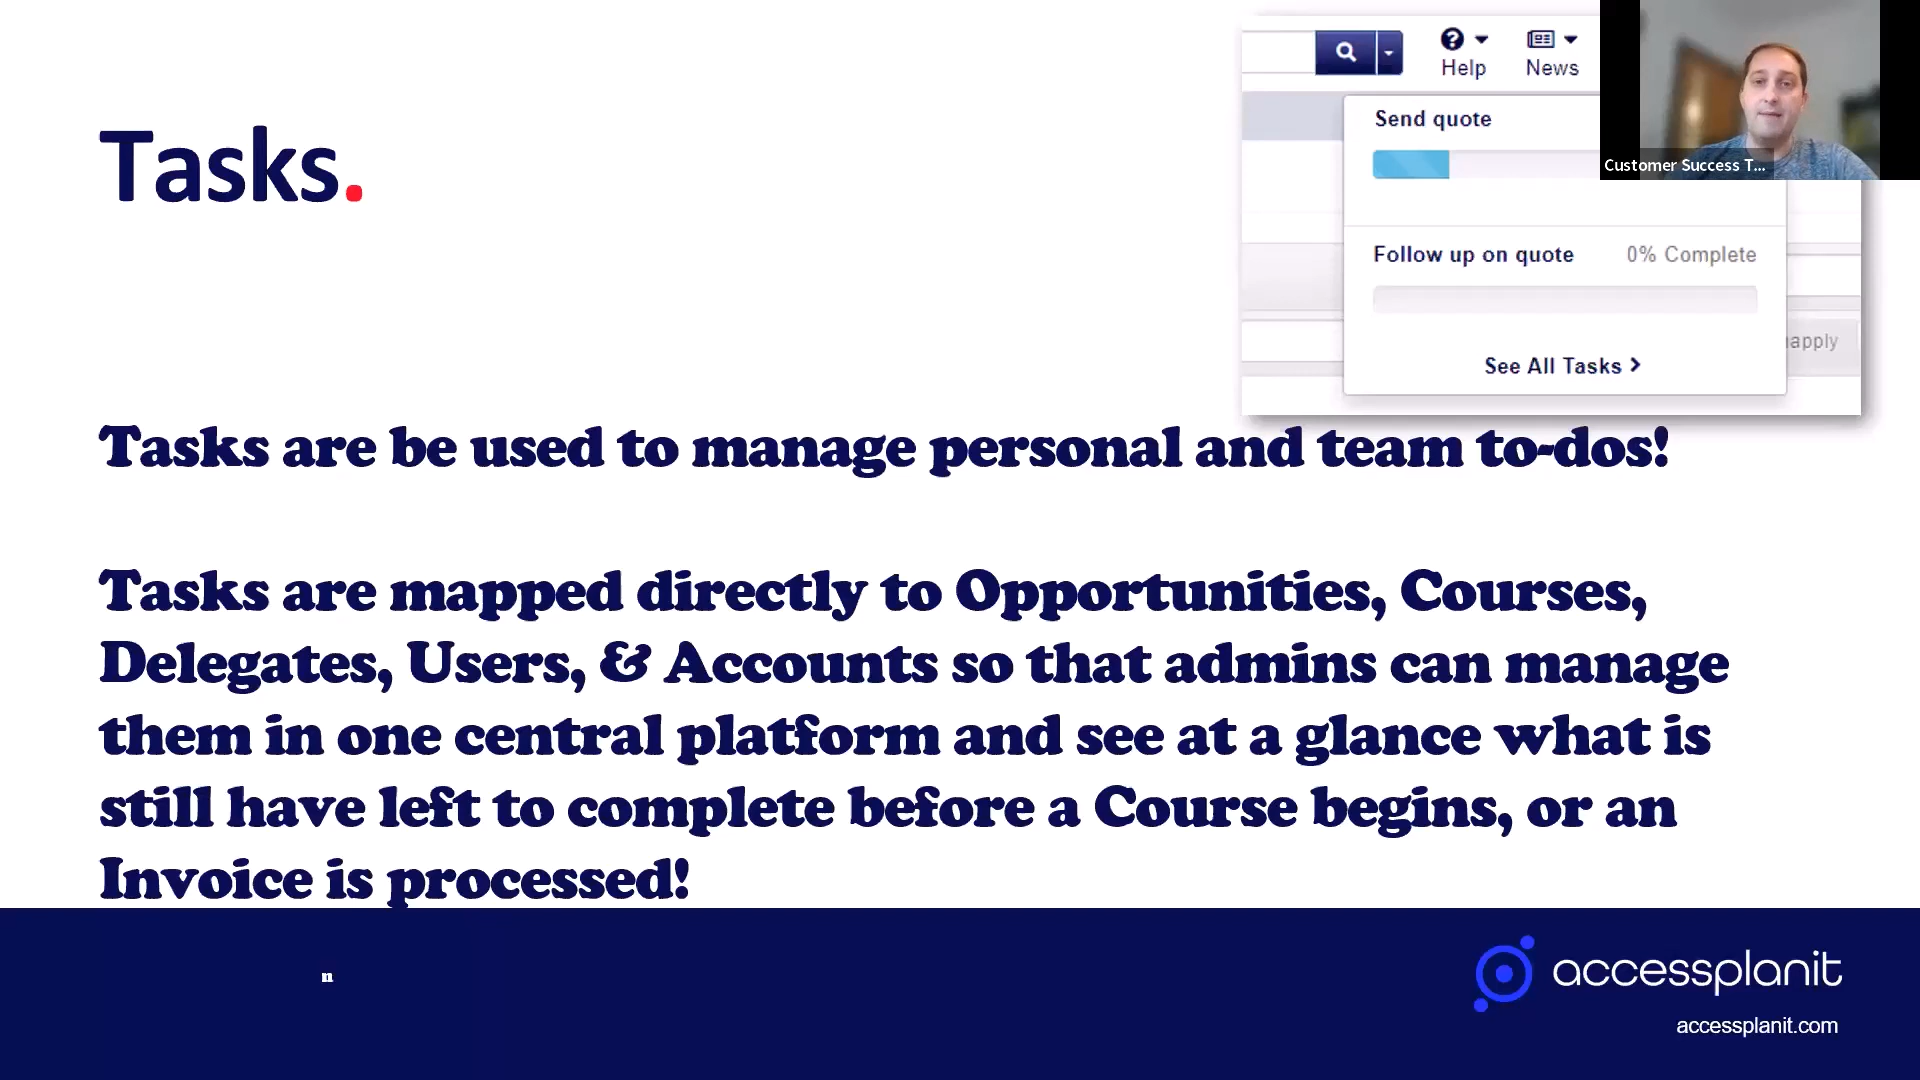 Help
News
Tasks.
Send quote
Customer Success T...
Follow up on quote 0% Complete
apply
See All Tasks
Tasks are be used to manage personal and team to-dos!
Tasks are mapped directly to Opportunities, Courses,
Delegates, Users, & Accounts so that admins can manage
them in one central platform and see at a glance what is
still have left to complete before a Course begins, or an
Invoice is processed!
n
accessplanit
accessplanit.com